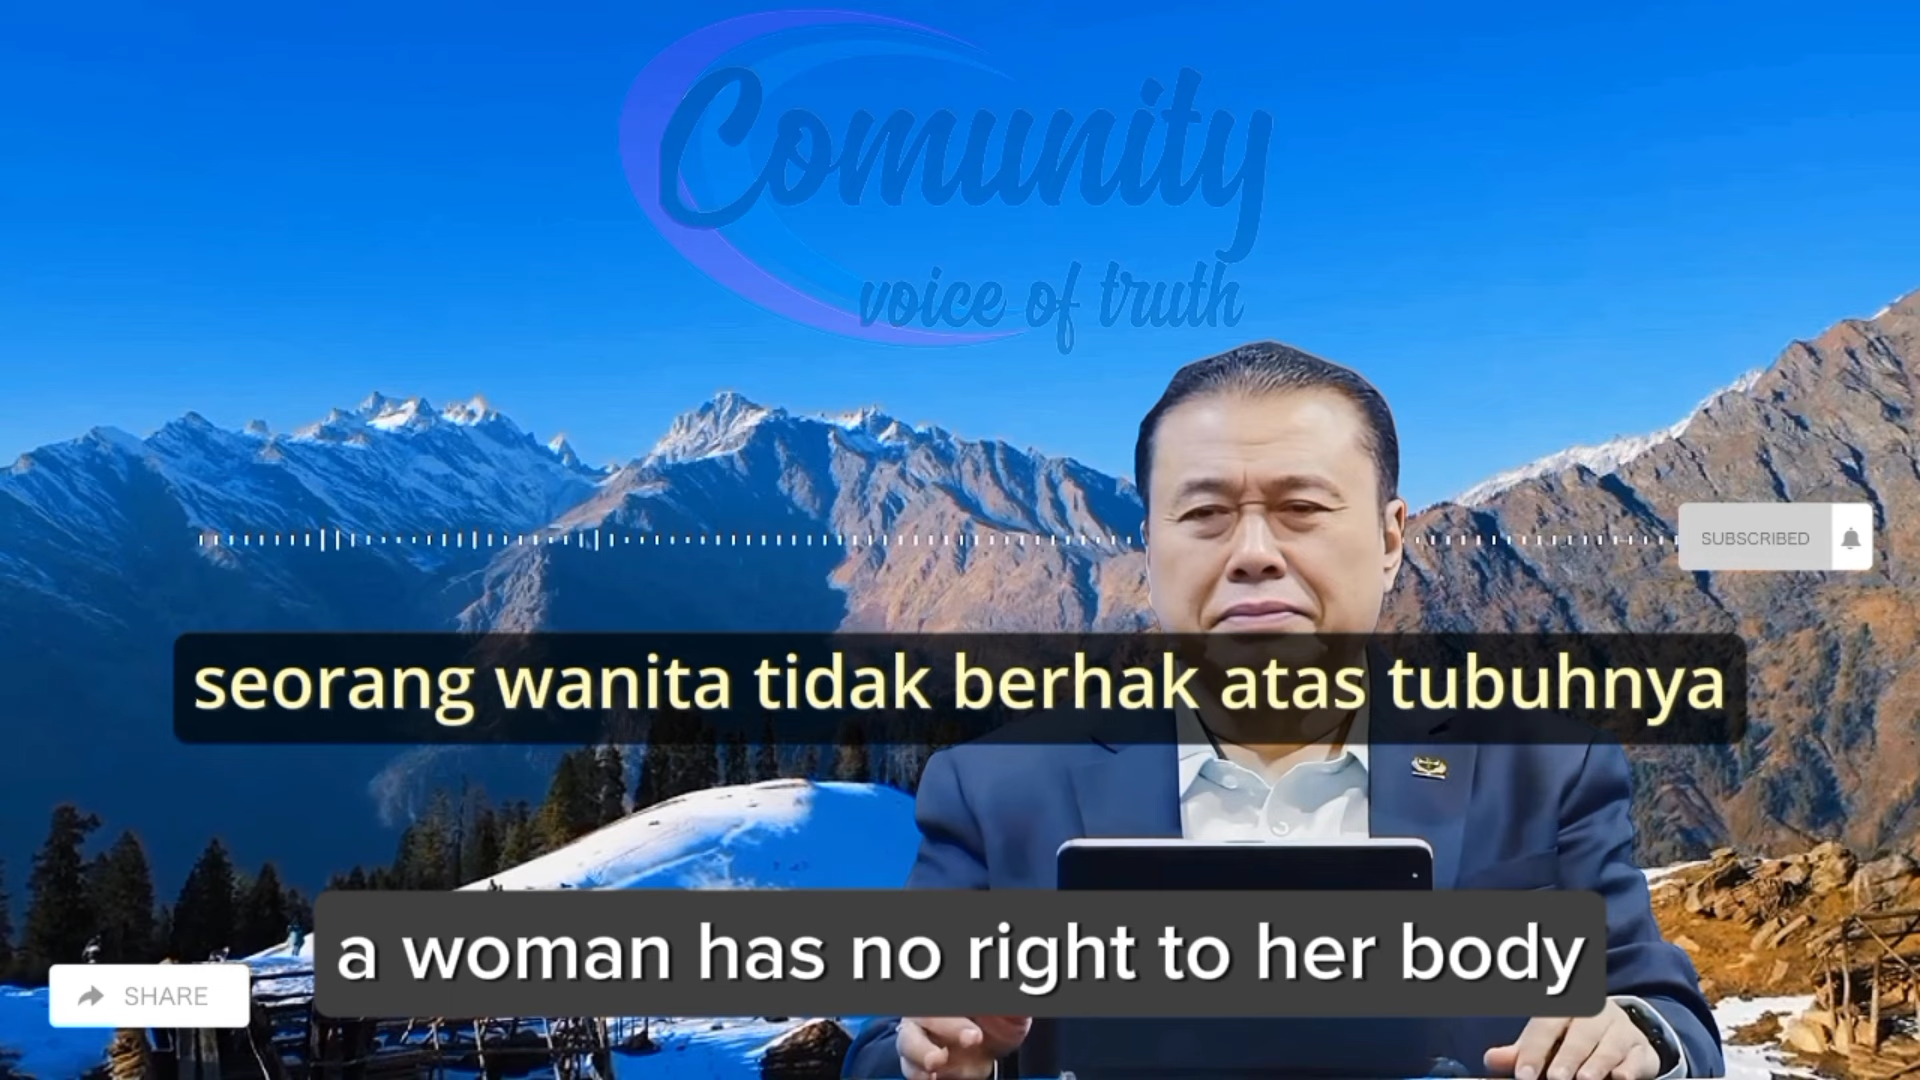 Comunity
voice of truth
SUBSCRIBED
seorang wanita tidak berhak atas tubuhnya
a woman has no right to her body
SHARE